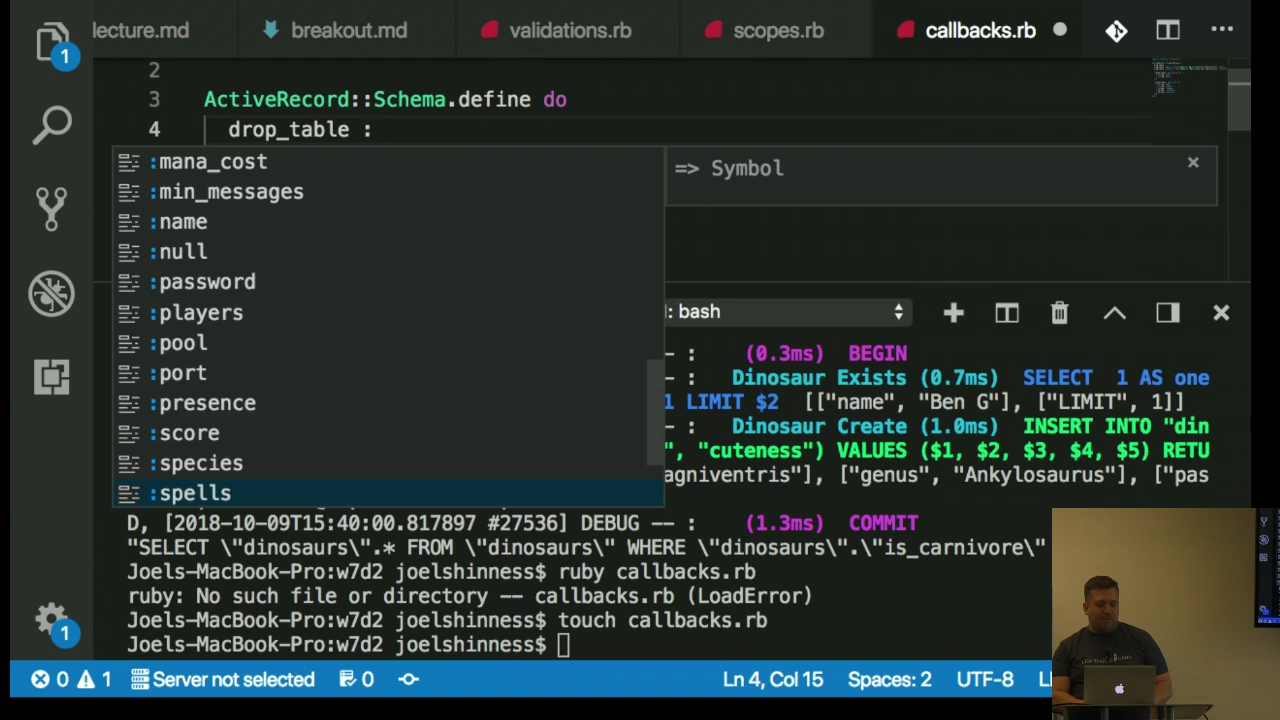 lecture.md
breakout.md
validations.rb
scopes.rb
callbacks.rb
1
2
3 ActiveRecord::Schema.define do
4 drop_table :
:mana_cost
:min_messages
:name
:null
:password
:players
:pool
:port
:presence
:score
:species
:spells
=> Symbol
: bash
– : (0.3ms) BEGIN
– : Dinosaur Exists (0.7ms) SELECT 1 AS one
1 LIMIT $2 [["name", "Ben G"], ["LIMIT", 1]]
– : Dinosaur Create (1.0ms) INSERT INTO "din
", "cuteness") VALUES ($1, $2, $3, $4, $5) RETU
agniventris"], ["genus", "Ankylosaurus"], ["pas
D, [2018-10-09T15:40:00.817897 #27536] DEBUG -- : (1.3ms) COMMIT
"SELECT \"dinosaurs\".* FROM \"dinosaurs\" WHERE \"dinosaurs\".\"is_carnivore\"
Joels-MacBook-Pro:w7d2 joelshinness$ ruby callbacks.rb
ruby: No such file or directory -- callbacks.rb (LoadError)
Joels-MacBook-Pro:w7d2 joelshinness$ touch callbacks.rb
Joels-MacBook-Pro:w7d2 joelshinness$
1
0 1 Server not selected 0 Ln 4, Col 15 Spaces: 2 UTF-8